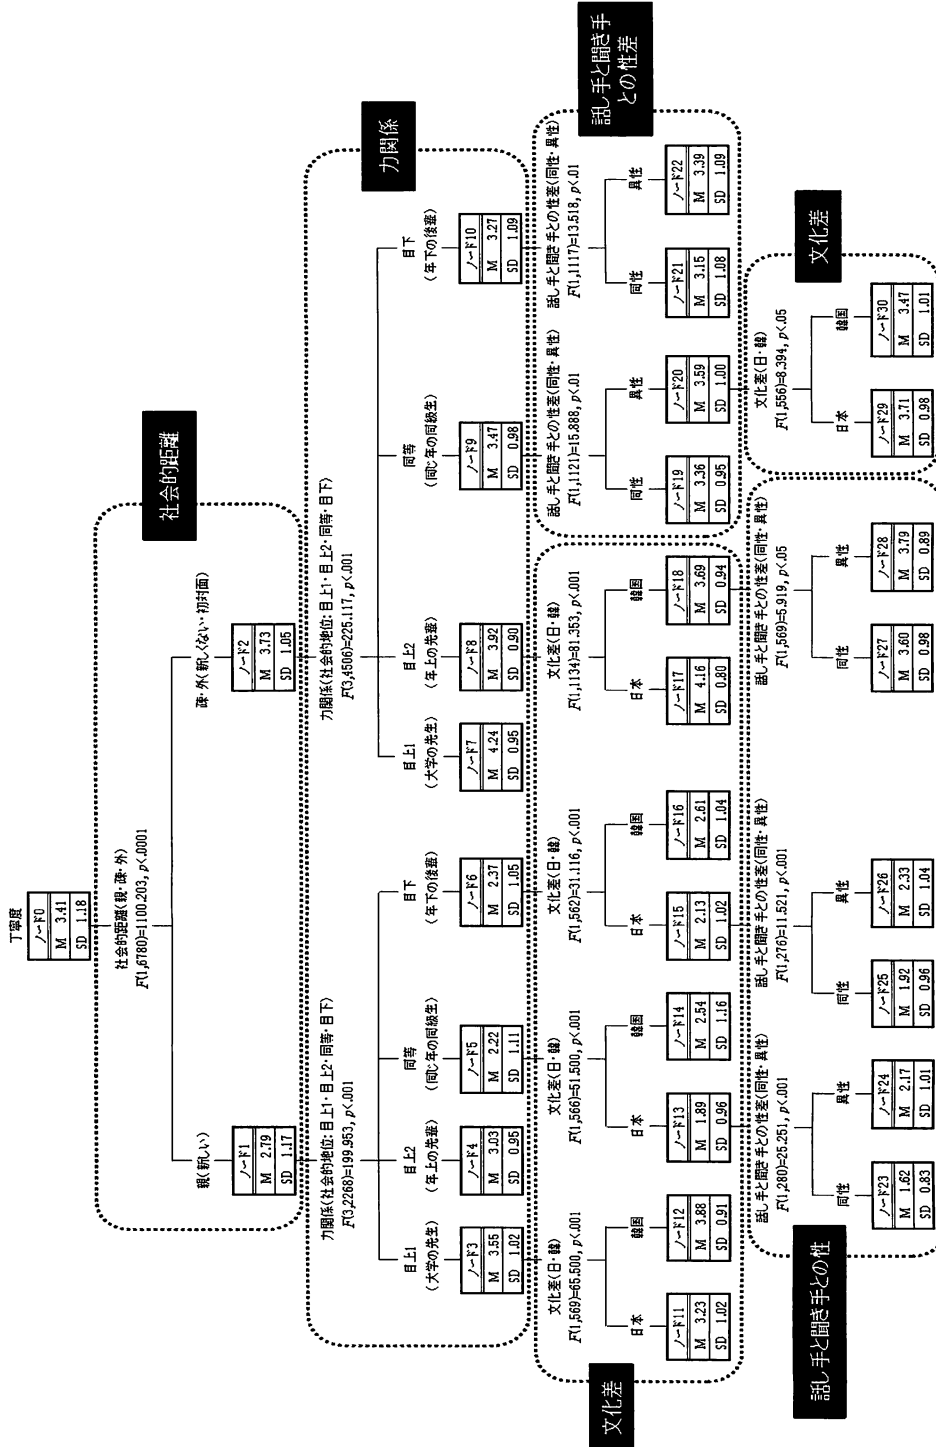 丁寧度
ノード0
M 3.41
SD 1.18
社会的距離
社会的距離(親・疎・外)
F(1,6780)=1100.203, p<.0001
親(新しい)
ノード1
M 2.79
SD 1.17
疎・外(新しくない・初対面)
ノード2
M 3.73
SD 1.05
力関係
力関係(社会的地位:目上1・目上2・同等・目下)
F(3,2268)=199.953, p<.001
目上1
(大学の先生)
ノード3
M 3.55
SD 1.02
目上2
(年上の先輩)
ノード4
M 3.03
SD 0.95
同等
(同じ年の同級生)
ノード5
M 2.22
SD 1.11
目下
(年下の後輩)
ノード6
M 2.37
SD 1.05
力関係(社会的地位:目上1・目上2・同等・目下)
F(3,4506)=225.117, p<.001
目上1
(大学の先生)
ノード7
M 4.24
SD 0.95
目上2
(年上の先輩)
ノード8
M 3.92
SD 0.90
同等
(同じ年の同級生)
ノード9
M 3.47
SD 0.98
目下
(年下の後輩)
ノード10
M 3.27
SD 1.09
文化差
文化差(日・韓)
F(1,569)=65.500, p<.001
日本
ノード11
M 3.23
SD 1.02
韓国
ノード12
M 3.88
SD 0.91
文化差(日・韓)
F(1,566)=51.500, p<.001
日本
ノード13
M 1.89
SD 0.96
韓国
ノード14
M 2.54
SD 1.16
文化差(日・韓)
F(1,562)=31.116, p<.001
日本
ノード15
M 2.13
SD 1.02
韓国
ノード16
M 2.61
SD 1.04
文化差(日・韓)
F(1,1134)=81.353, p<.001
日本
ノード17
M 4.16
SD 0.80
韓国
ノード18
M 3.69
SD 0.94
話し手と聞き手
との性差
話し手と聞き手との性差(同性・異性)
F(1,1121)=15.888, p<.01
同性
ノード19
M 3.36
SD 0.95
異性
ノード20
M 3.59
SD 1.00
話し手と聞き手との性差(同性・異性)
F(1,1117)=13.518, p<.01
同性
ノード21
M 3.15
SD 1.08
異性
ノード22
M 3.39
SD 1.09
話し手と聞き手との性
話し手と聞き手との性差(同性・異性)
F(1,280)=25.251, p<.001
同性
ノード23
M 1.62
SD 0.83
異性
ノード24
M 2.17
SD 1.01
話し手と聞き手との性差(同性・異性)
F(1,276)=11.521, p<.001
同性
ノード25
M 1.92
SD 0.96
異性
ノード26
M 2.33
SD 1.04
話し手と聞き手との性差(同性・異性)
F(1,569)=5.919, p<.05
同性
ノード27
M 3.60
SD 0.98
異性
ノード28
M 3.79
SD 0.89
文化差
文化差(日・韓)
F(1,556)=8.394, p<.05
日本
ノード29
M 3.71
SD 0.98
韓国
ノード30
M 3.47
SD 1.01